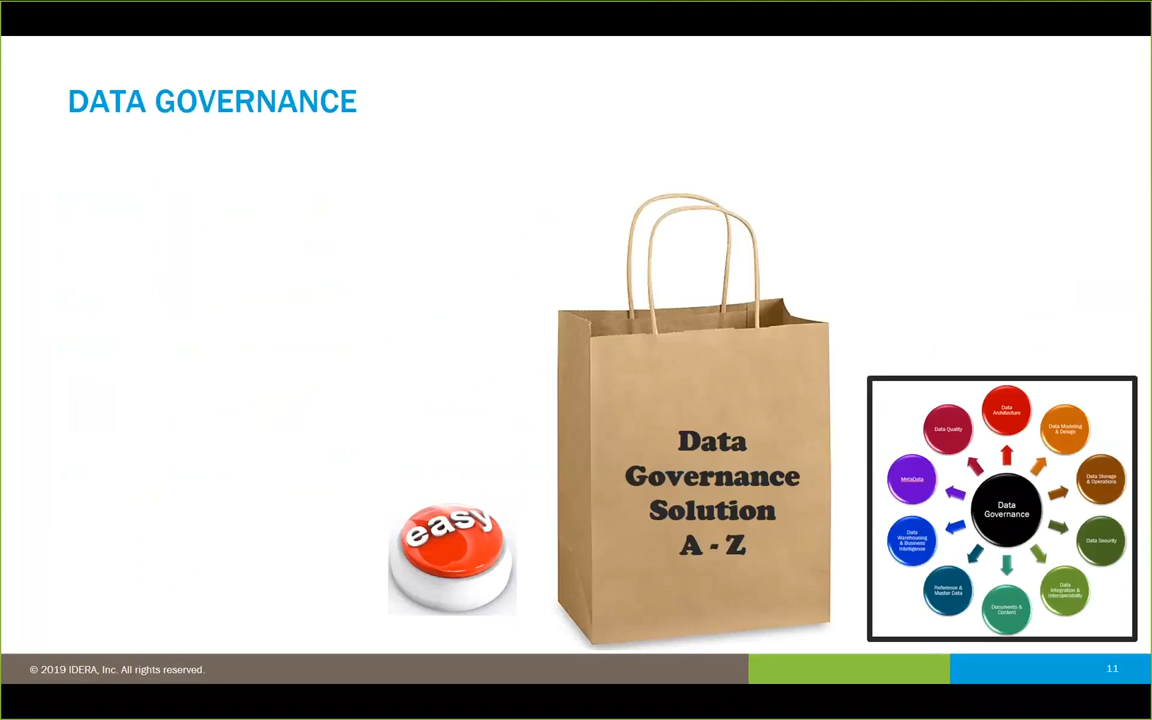 DATA GOVERNANCE
easy
Data
Governance
Solution
A - Z
Data
Architecture
Data Modeling
& Design
Data Storage
& Operations
Data Security
Data
Integration &
Interoperability
Documents &
Content
Reference &
Master Data
Data
Warehousing
& Business
Intelligence
MetaData
Data Quality
Data
Governance
© 2019 IDERA, Inc. All rights reserved.
11